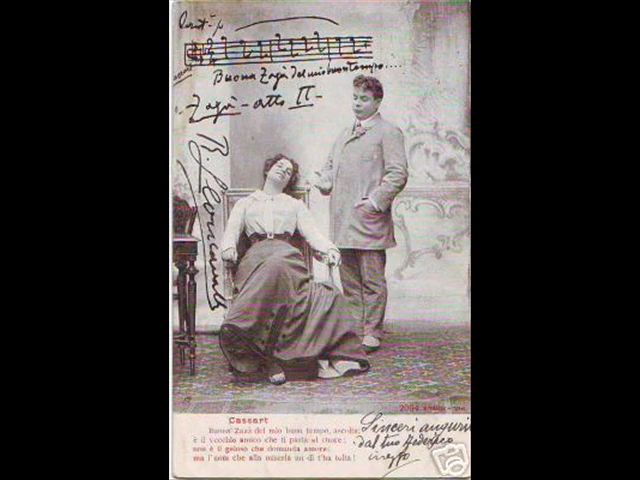 Buona Zazà del mio buon tempo....
Zazà - atto II -
R. Leoncavallo
Cascart
Buona Zazà del mio buon tempo, ascolta:
è il vecchio amico che ti parla al cuore;
non è il geloso che domanda amore;
ma l'uom che alla miseria un dì t'ha tolta!
Sinceri auguri
dal tuo Federico